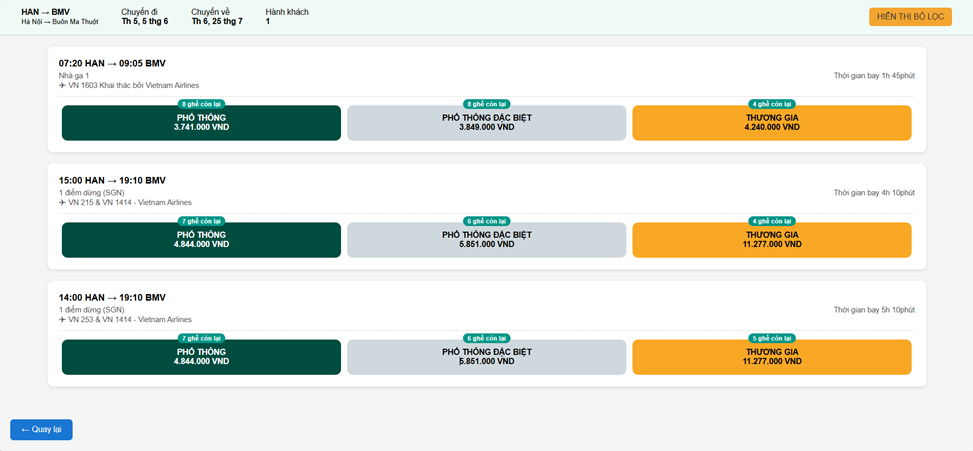 HAN → BMV
Hà Nội → Buôn Ma Thuột
Chuyến đi
Th 5, 5 thg 6
Chuyến về
Th 6, 25 thg 7
Hành khách
1
HIỂN THỊ BỘ LỌC
07:20 HAN → 09:05 BMV
Nhà ga 1
Thời gian bay 1h 45phút
✈ VN 1603 Khai thác bởi Vietnam Airlines
8 ghế còn lại
PHỔ THÔNG
3.741.000 VND
8 ghế còn lại
PHỔ THÔNG ĐẶC BIỆT
3.849.000 VND
4 ghế còn lại
THƯƠNG GIA
4.240.000 VND
15:00 HAN → 19:10 BMV
1 điểm dừng (SGN)
Thời gian bay 4h 10phút
✈ VN 215 & VN 1414 - Vietnam Airlines
7 ghế còn lại
PHỔ THÔNG
4.844.000 VND
6 ghế còn lại
PHỔ THÔNG ĐẶC BIỆT
5.851.000 VND
4 ghế còn lại
THƯƠNG GIA
11.277.000 VND
14:00 HAN → 19:10 BMV
1 điểm dừng (SGN)
Thời gian bay 5h 10phút
✈ VN 253 & VN 1414 - Vietnam Airlines
7 ghế còn lại
PHỔ THÔNG
4.844.000 VND
6 ghế còn lại
PHỔ THÔNG ĐẶC BIỆT
5.851.000 VND
5 ghế còn lại
THƯƠNG GIA
11.277.000 VND
← Quay lại